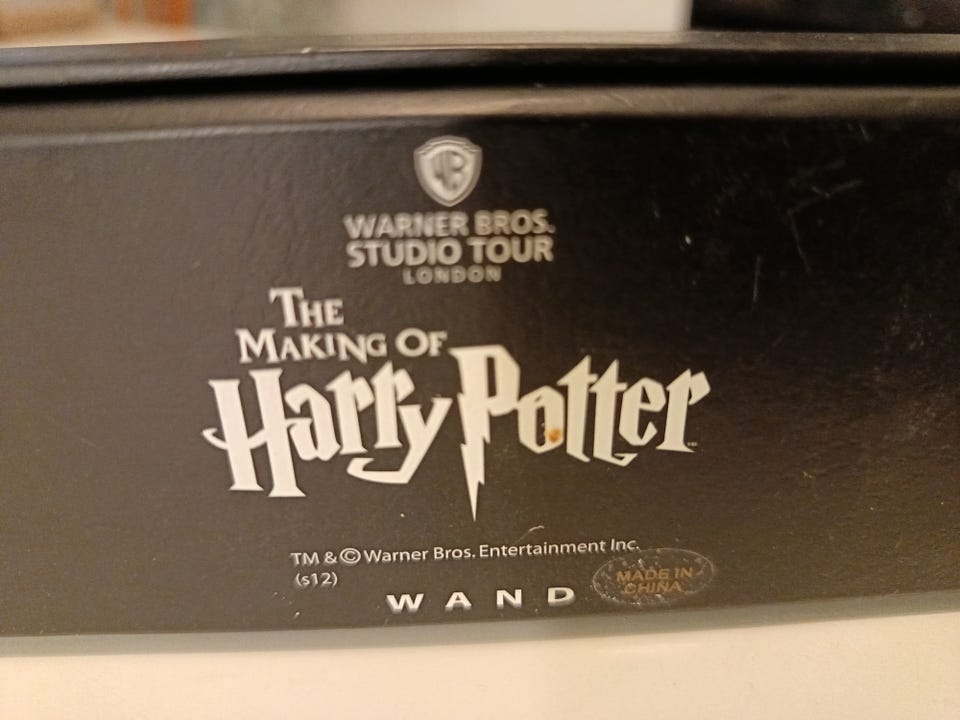 WB
WARNER BROS.
STUDIO TOUR
LONDON
THE
MAKING OF
Harry Potter
TM & © Warner Bros. Entertainment Inc.
(s12)
WAND
MADE IN
CHINA